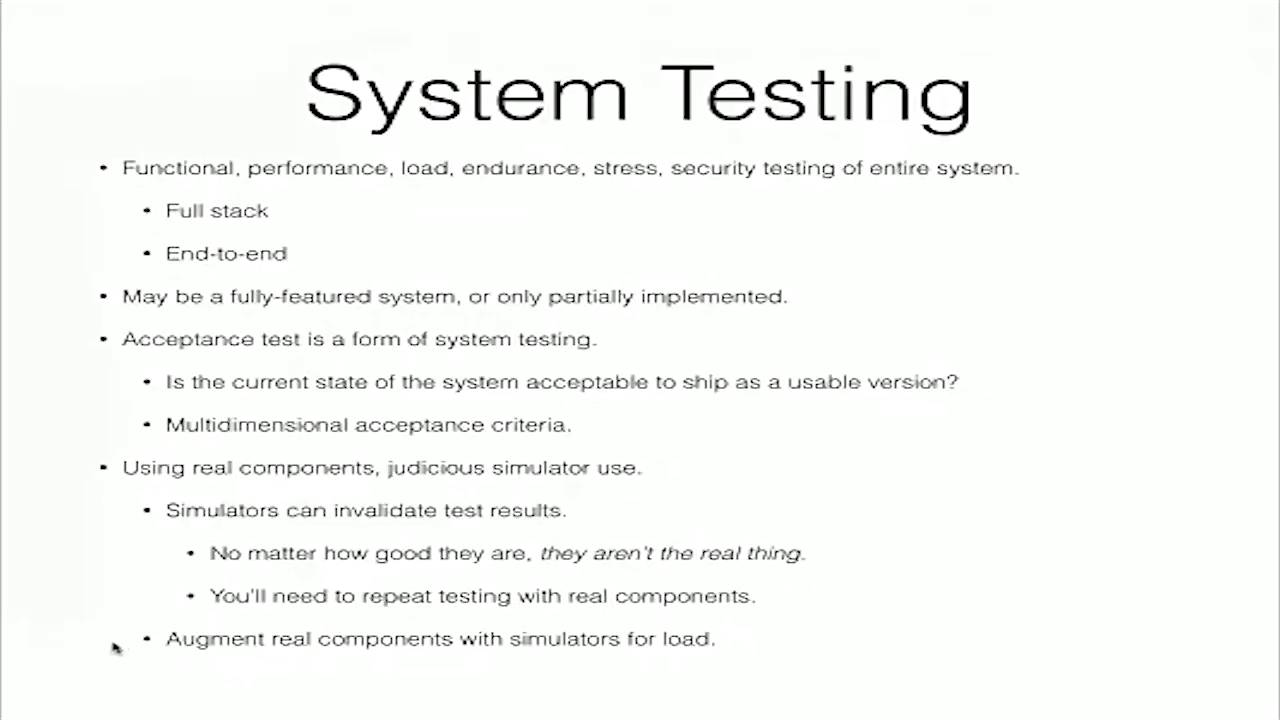 System Testing
• Functional, performance, load, endurance, stress, security testing of entire system.
• Full stack
• End-to-end
• May be a fully-featured system, or only partially implemented.
• Acceptance test is a form of system testing.
• Is the current state of the system acceptable to ship as a usable version?
• Multidimensional acceptance criteria.
• Using real components, judicious simulator use.
• Simulators can invalidate test results.
• No matter how good they are, they aren't the real thing.
• You'll need to repeat testing with real components.
• Augment real components with simulators for load.